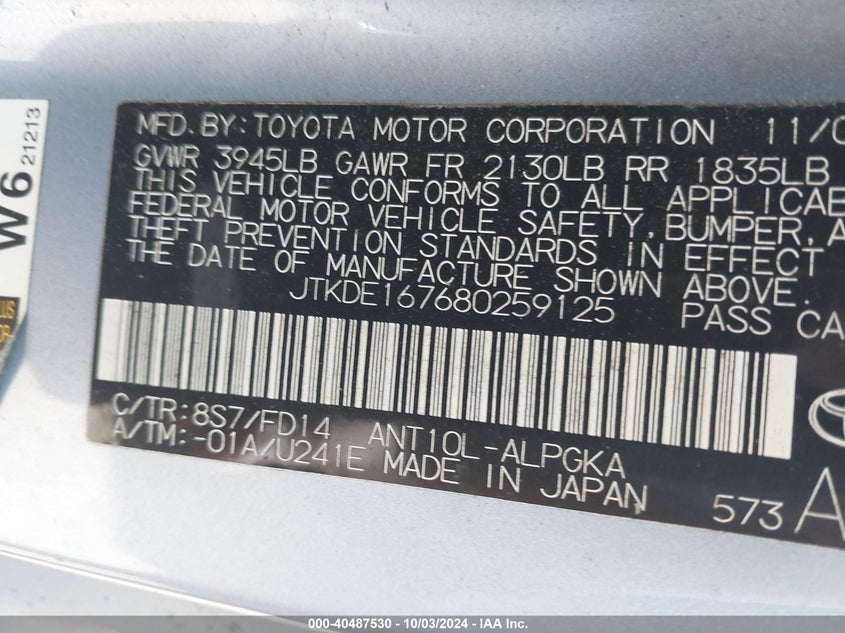 W6
21213
MFD. BY: TOYOTA MOTOR CORPORATION 11/0
GVWR 3945LB GAWR FR 2130LB RR 1835LB
THIS VEHICLE CONFORMS TO ALL APPLICAB
FEDERAL MOTOR VEHICLE SAFETY, BUMPER, A
THEFT PREVENTION STANDARDS IN EFFECT
THE DATE OF MANUFACTURE SHOWN ABOVE.
JTKDE167680259125 PASS CA
C/TR: 8S7/FD14 ANT10L-ALPGKA
A/TM: -01A/U241E MADE IN JAPAN
573 A
000-40487530 - 10/03/2024 - IAA Inc.